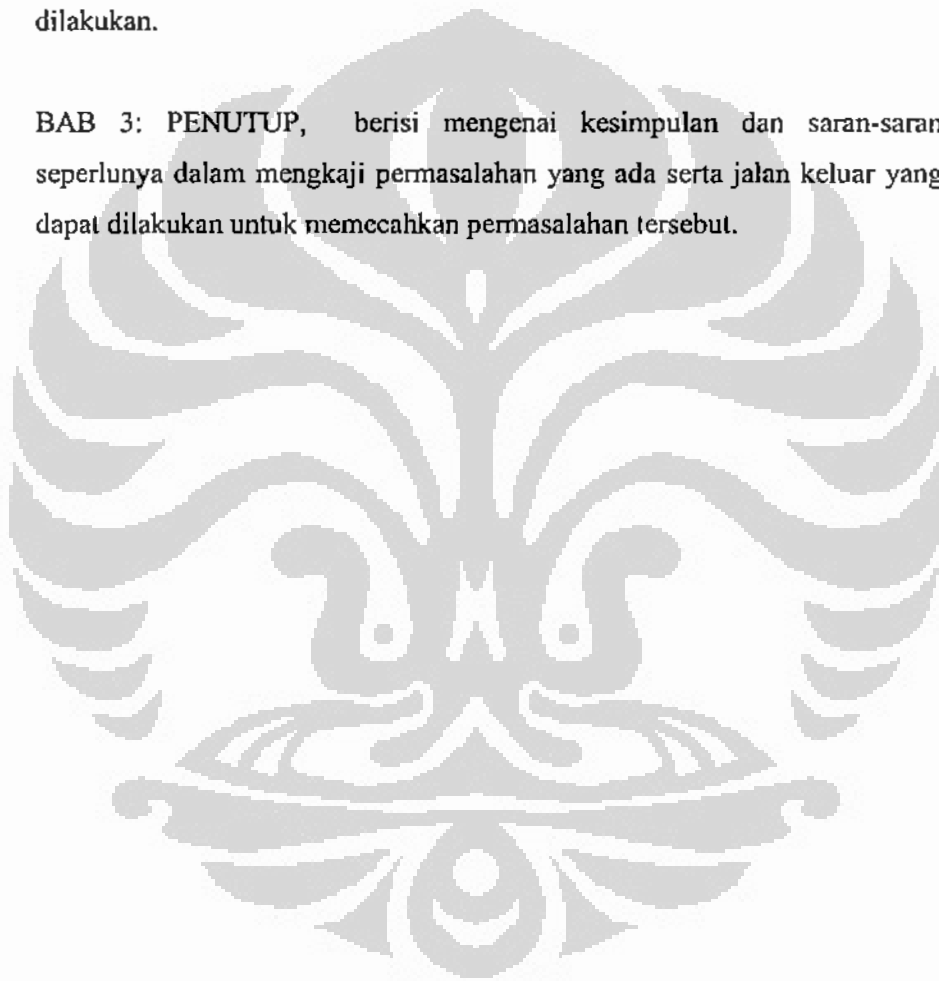 dilakukan.
BAB 3: PENUTUP, berisi mengenai kesimpulan dan saran-saran
seperlunya dalam mengkaji permasalahan yang ada serta jalan keluar yang
dapat dilakukan untuk memecahkan permasalahan tersebut.